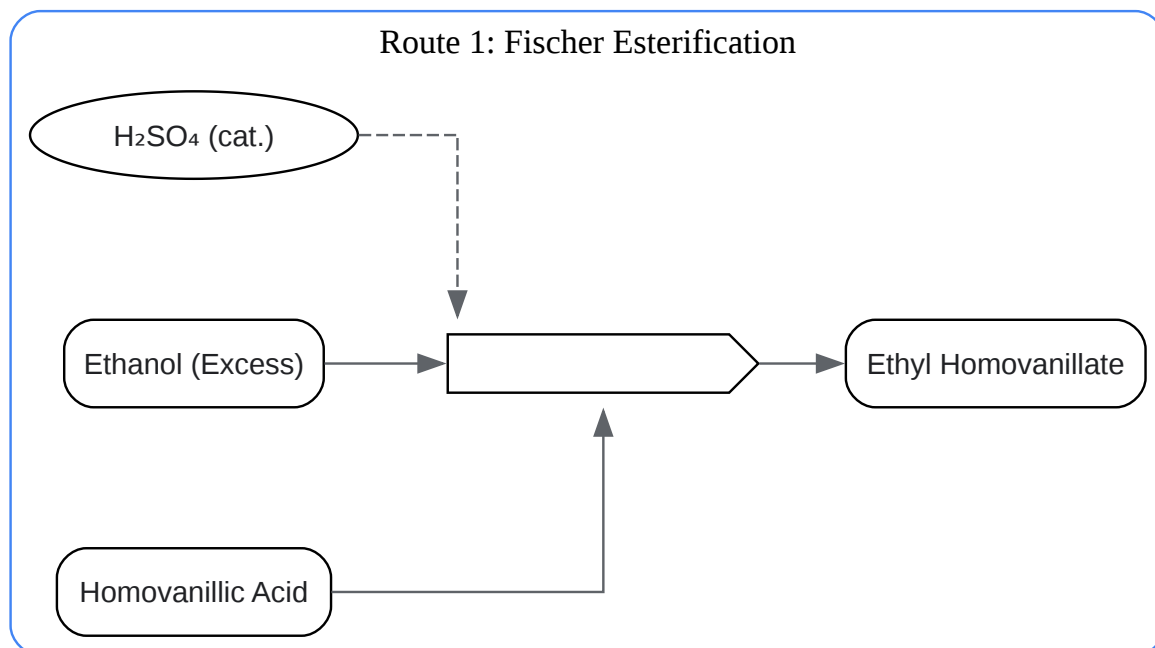 Route 1: Fischer Esterification
H₂SO₄ (cat.)
Ethanol (Excess)
Ethyl Homovanillate
Homovanillic Acid